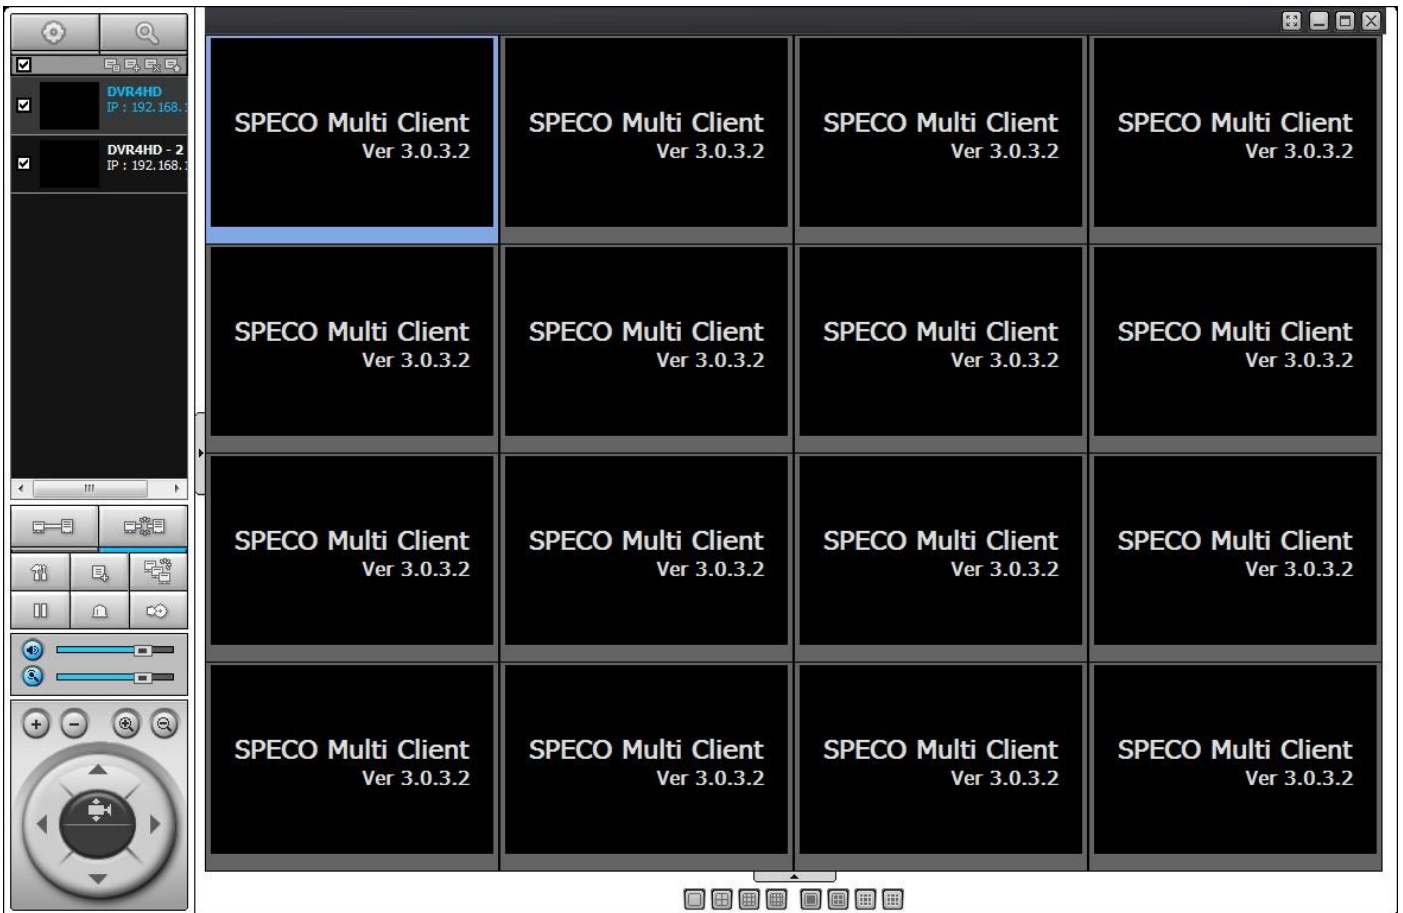 DVR4HD
IP : 192.168.
DVR4HD - 2
IP : 192.168.
SPECO Multi Client
Ver 3.0.3.2
SPECO Multi Client
Ver 3.0.3.2
SPECO Multi Client
Ver 3.0.3.2
SPECO Multi Client
Ver 3.0.3.2
SPECO Multi Client
Ver 3.0.3.2
SPECO Multi Client
Ver 3.0.3.2
SPECO Multi Client
Ver 3.0.3.2
SPECO Multi Client
Ver 3.0.3.2
SPECO Multi Client
Ver 3.0.3.2
SPECO Multi Client
Ver 3.0.3.2
SPECO Multi Client
Ver 3.0.3.2
SPECO Multi Client
Ver 3.0.3.2
SPECO Multi Client
Ver 3.0.3.2
SPECO Multi Client
Ver 3.0.3.2
SPECO Multi Client
Ver 3.0.3.2
SPECO Multi Client
Ver 3.0.3.2